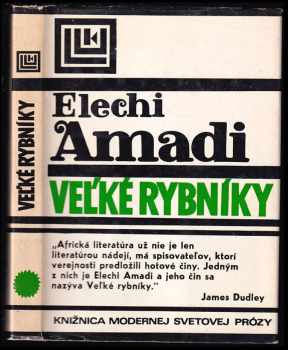 VEĽKÉ RYBNÍKY
Elechi
Amadi
VEĽKÉ RYBNÍKY
„Africká literatúra už nie je len
literatúrou nádejí, má spisovateľov, ktorí
verejnosti predložili hotové činy. Jedným
z nich je Elechi Amadi a jeho čin sa
nazýva Veľké rybníky.“
James Dudley
KNIŽNICA MODERNEJ SVETOVEJ PRÓZY